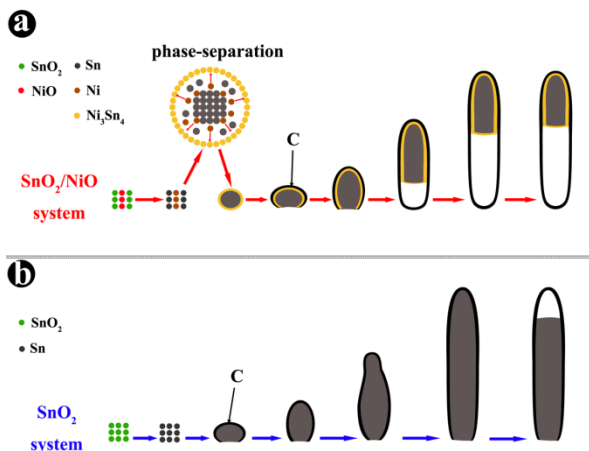 a
phase-separation
SnO₂ Sn
NiO Ni
Ni₃Sn₄
C
SnO₂/NiO
system
b
SnO₂
Sn
C
SnO₂
system